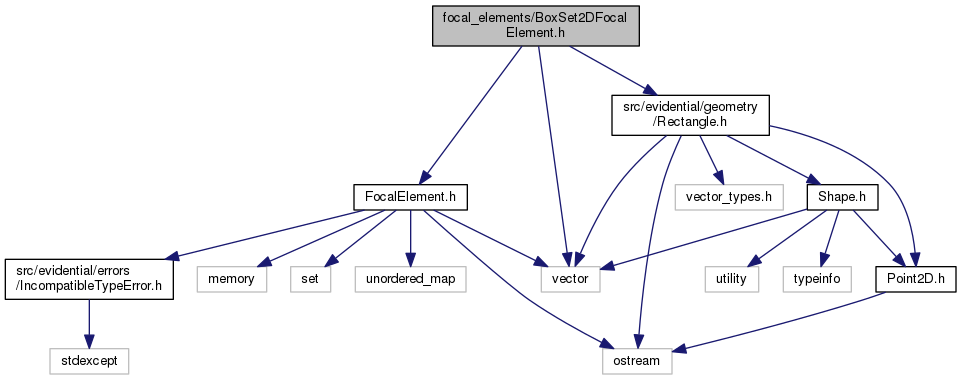 focal_elements/BoxSet2DFocal
Element.h
src/evidential/geometry
/Rectangle.h
FocalElement.h
vector_types.h
Shape.h
src/evidential/errors
/IncompatibleTypeError.h
memory
set
unordered_map
vector
utility
typeinfo
Point2D.h
stdexcept
ostream